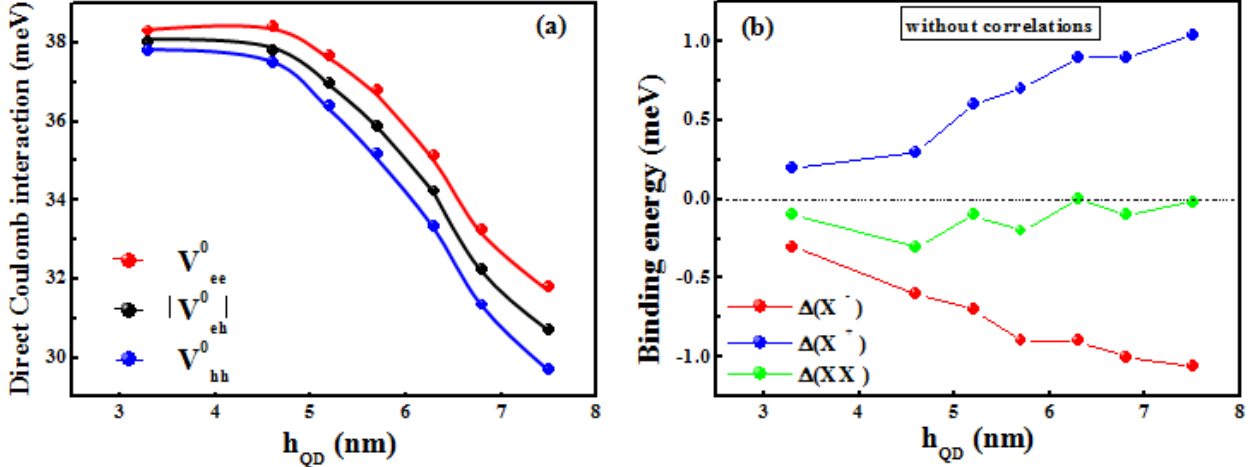 Direct Coulomb interaction (meV)
38
36
34
32
30
(a)
V⁰ₑₑ
|V⁰ₑₕ|
V⁰ₕₕ
3 4 5 6 7 8
h_QD (nm)
Binding energy (meV)
1.0
0.5
0.0
-0.5
-1.0
(b)
without correlations
Δ(X⁻)
Δ(X⁺)
Δ(XX)
3 4 5 6 7 8
h_QD (nm)